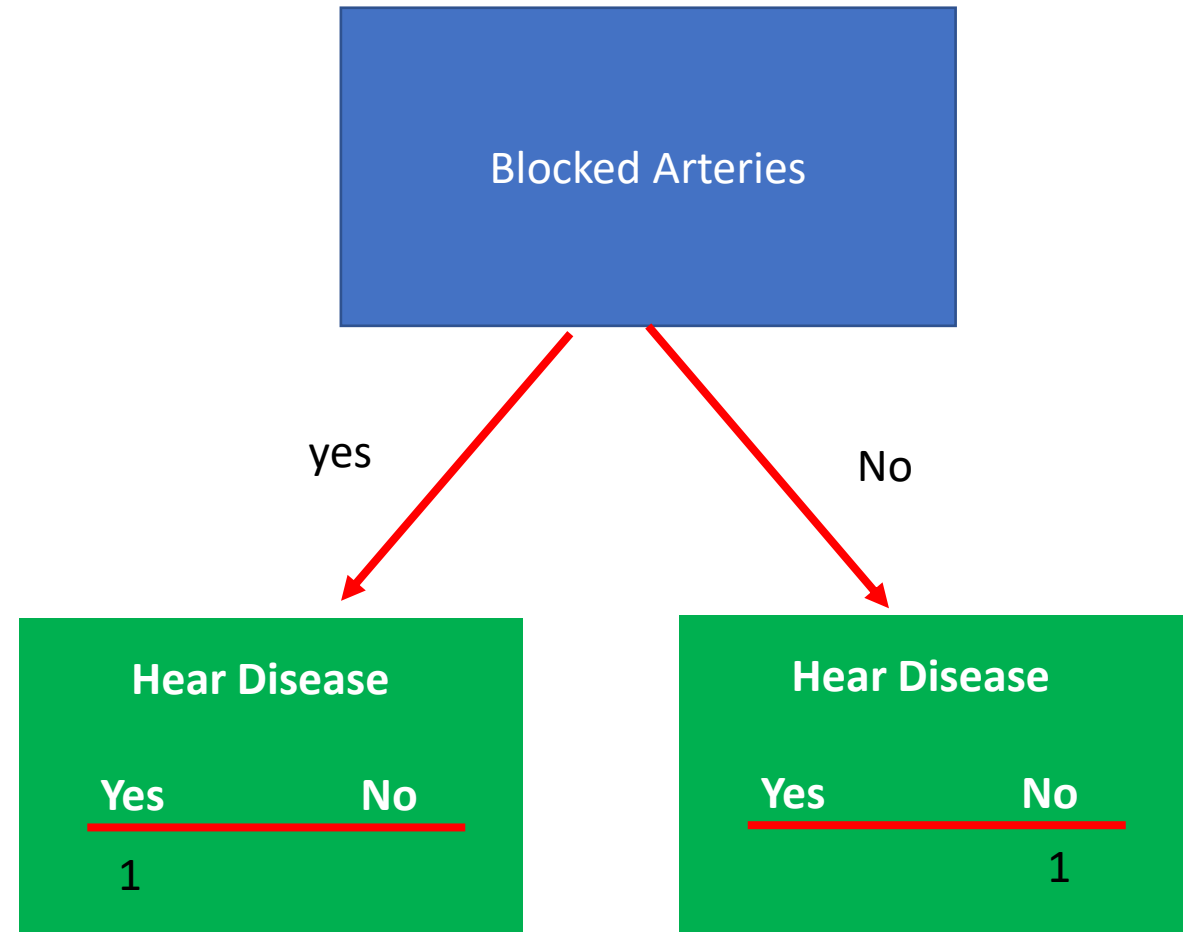 Blocked Arteries
yes
No
Hear Disease
Yes No
1
Hear Disease
Yes No
1